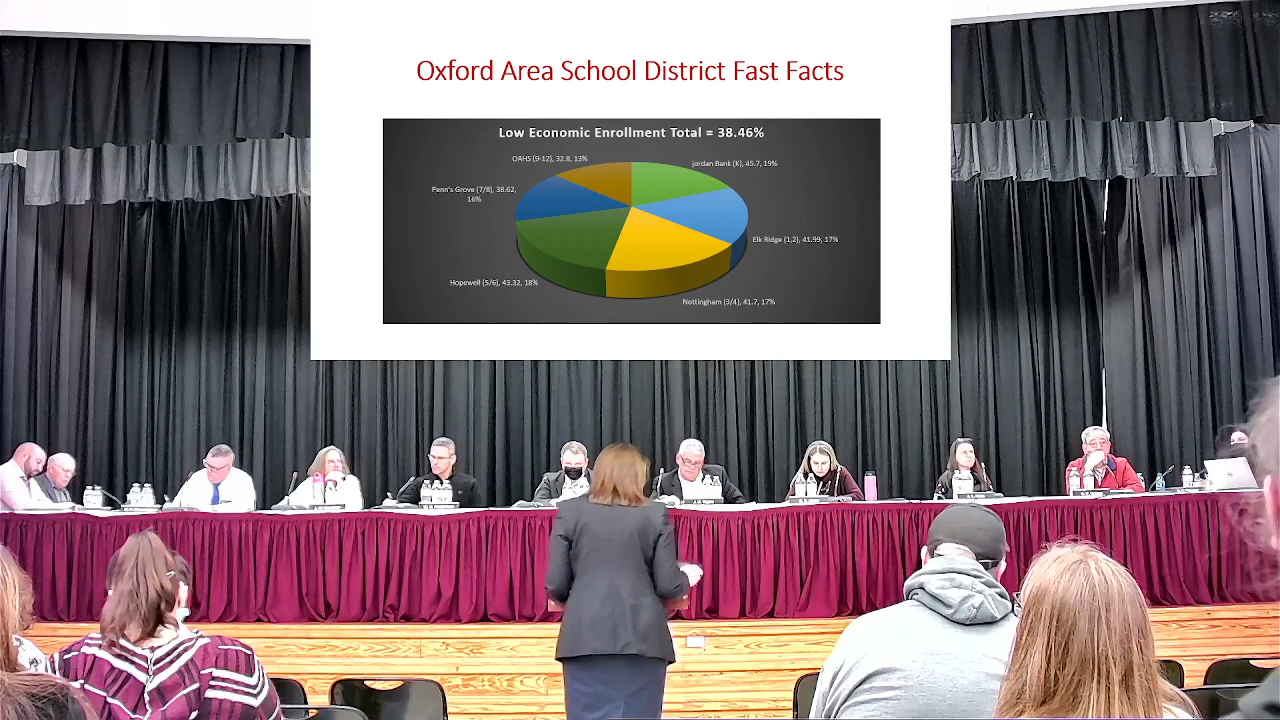 Oxford Area School District Fast Facts
Low Economic Enrollment Total = 38.46%
OAHS (9-12), 32.8, 13%
Jordan Bank (K), 45.7, 19%
Penn's Grove (7/8), 38.62,
16%
Elk Ridge (1,2), 41.99, 17%
Hopewell (5/6), 43.32, 18%
Nottingham (3/4), 41.7, 17%